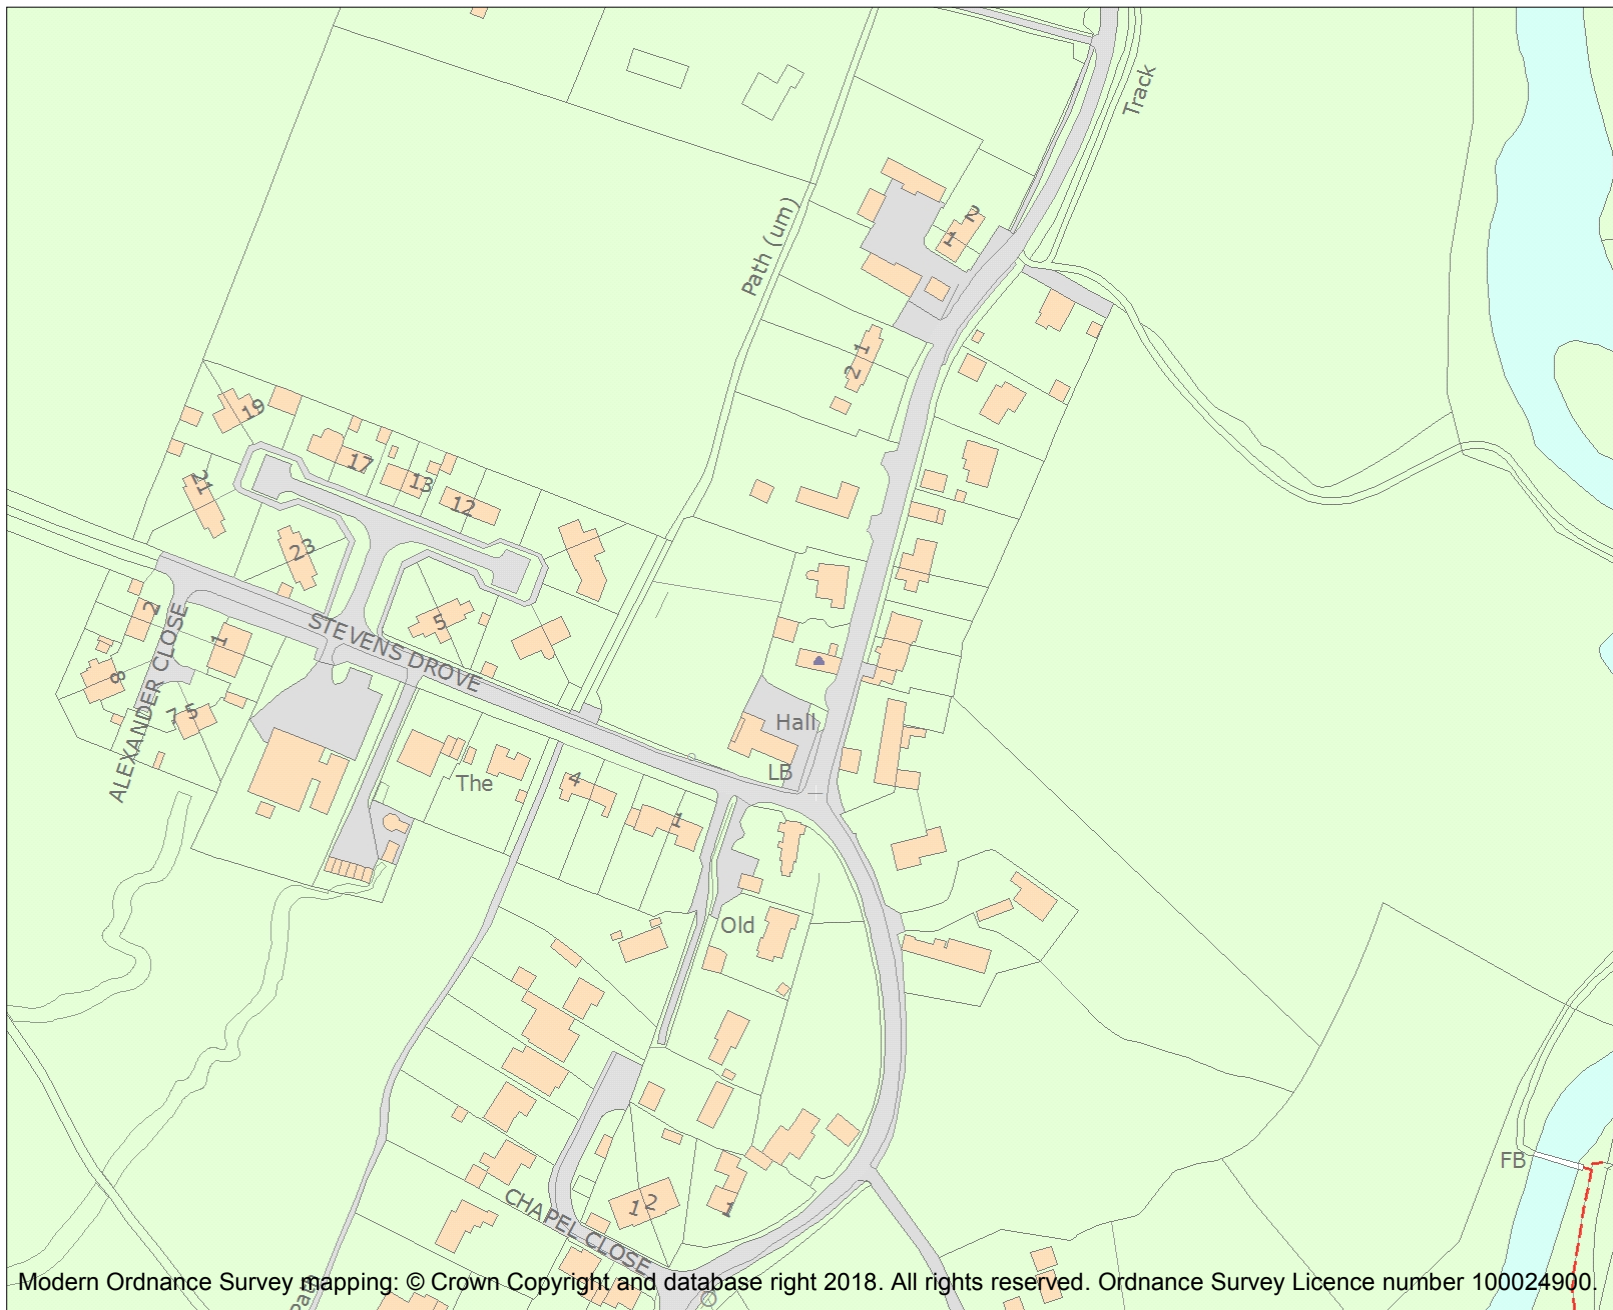 Track
Path (um)
2
1
1
2
19
17
13
12
21
23
5
STEVENS DROVE
2
1
8
7 5
ALEXANDER CLOSE
Hall
LB
The
4
1
Old
FB
1 2
1
CHAPEL CLOSE
Path
Modern Ordnance Survey mapping: © Crown Copyright and database right 2018. All rights reserved. Ordnance Survey Licence number 100024900.